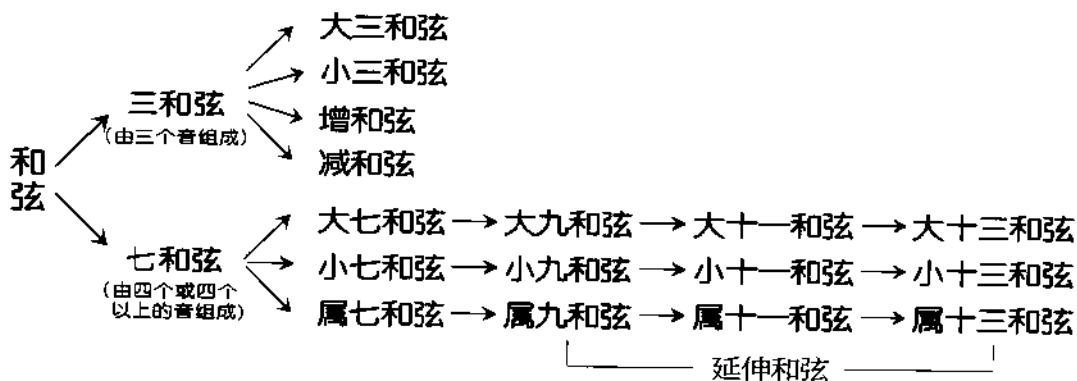 大三和弦
小三和弦
三和弦
(由三个音组成)
增和弦
减和弦
和弦
大七和弦 大九和弦 大十一和弦 大十三和弦
七和弦
(由四个或四个
以上的音组成)
小七和弦 小九和弦 小十一和弦 小十三和弦
属七和弦 属九和弦 属十一和弦 属十三和弦
延伸和弦